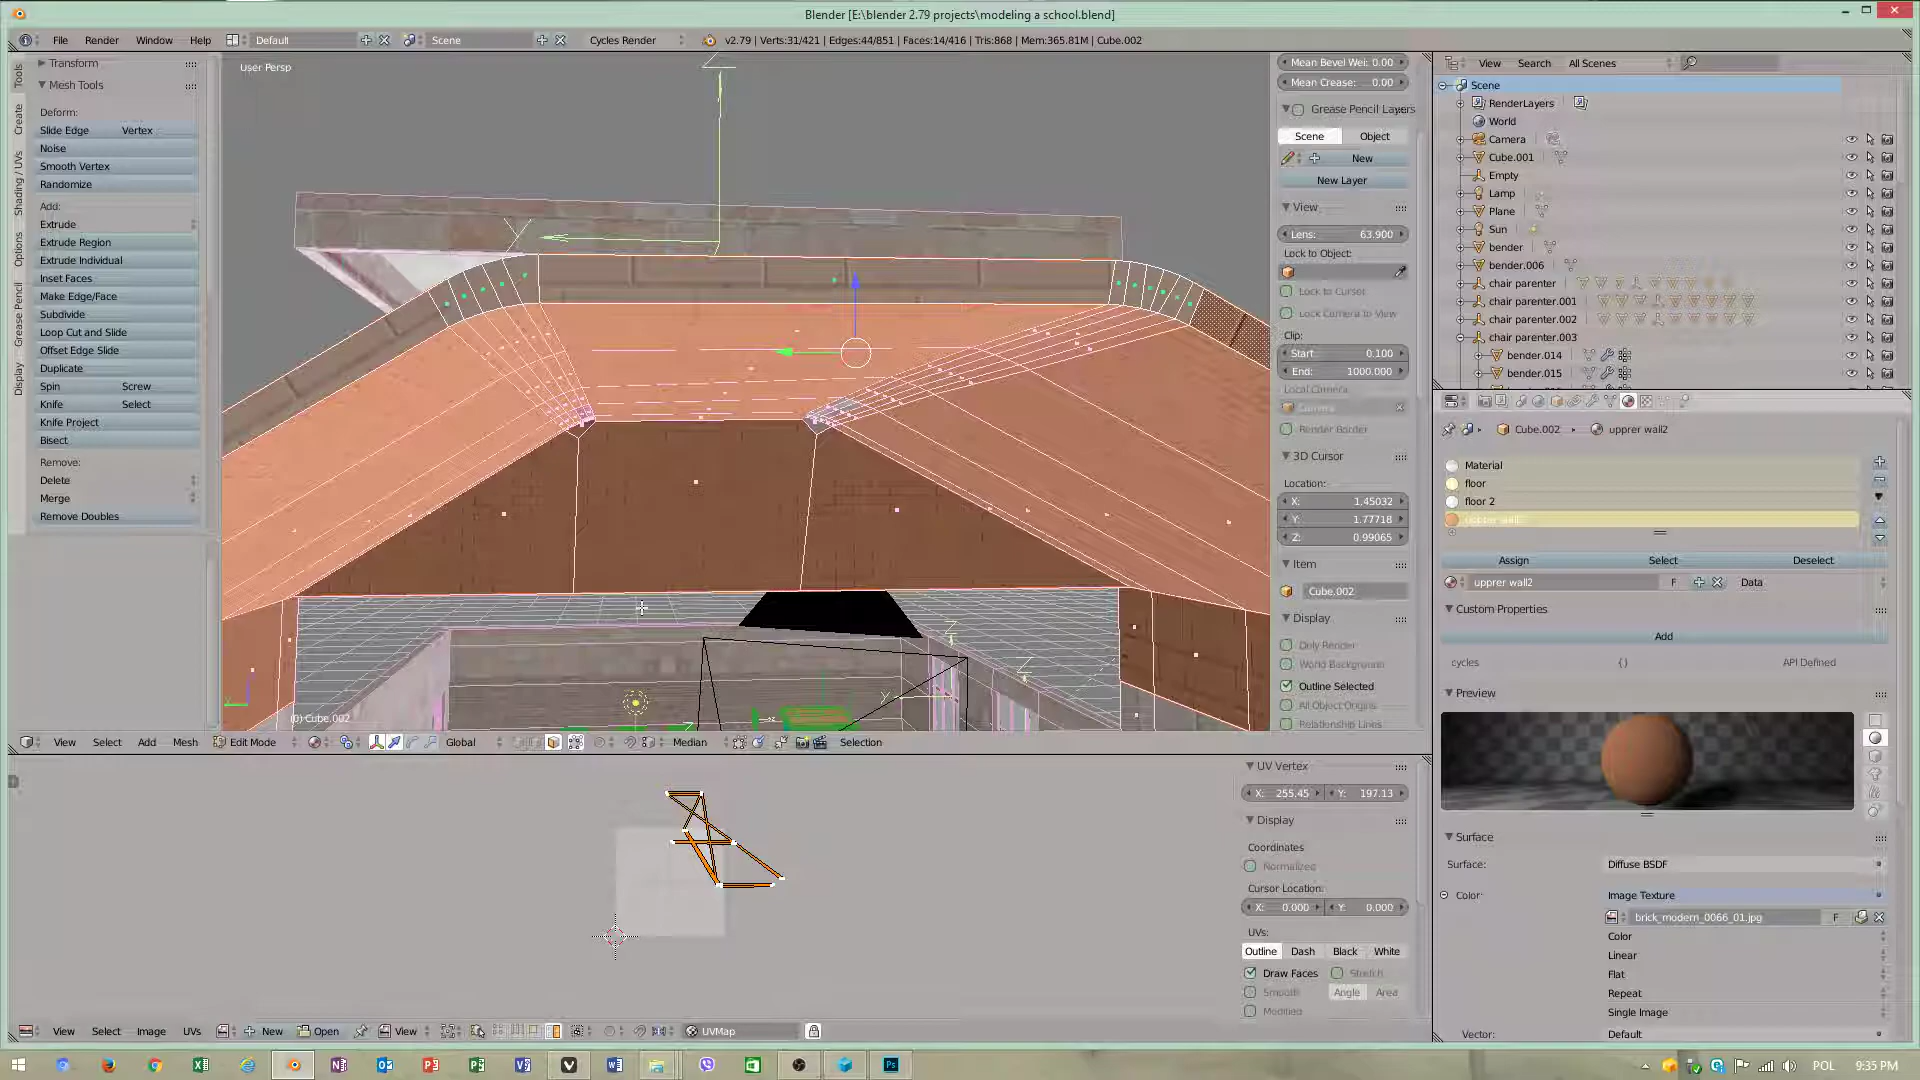 Blender [E:\blender 2.79 projects\modeling a school.blend]
File Render Window Help Default Scene Cycles Render v2.79 | Verts:31/421 | Edges:44/851 | Faces:14/416 | Tris:868 | Mem:365.81M | Cube.002
Transform
Mesh Tools
Deform:
Slide Edge Vertex
Noise
Smooth Vertex
Randomize
Add:
Extrude
Extrude Region
Extrude Individual
Inset Faces
Make Edge/Face
Subdivide
Loop Cut and Slide
Offset Edge Slide
Duplicate
Spin Screw
Knife Select
Knife Project
Bisect
Remove:
Delete
Merge
Remove Doubles
Tools
Create
Shading / UVs
Options
Grease Pencil
Display
User Persp
(0) Cube.002
Mean Bevel Wei: 0.00
Mean Crease: 0.00
Grease Pencil Layers
Scene Object
New
New Layer
View
Lens: 63.900
Lock to Object:
Lock to Cursor
Lock Camera to View
Clip:
Start: 0.100
End: 1000.000
Local Camera:
Camera
Render Border
3D Cursor
Location:
X: 1.45032
Y: 1.77718
Z: 0.99065
Item
Cube.002
Display
Only Render
World Background
Outline Selected
All Object Origins
Relationship Lines
View Select Add Mesh Edit Mode Global Median Selection
View Search All Scenes
Scene
RenderLayers
World
Camera
Cube.001
Empty
Lamp
Plane
Sun
bender
bender.006
chair parenter
chair parenter.001
chair parenter.002
chair parenter.003
bender.014
bender.015
Cube.002 upprer wall2
Material
floor
floor 2
upprer wall2
Assign Select Deselect
upprer wall2 F Data
Custom Properties
Add
cycles {} API Defined
Preview
Surface
Surface: Diffuse BSDF
Color: Image Texture
brick_modern_0066_01.jpg F
Color
Linear
Flat
Repeat
Single Image
Vector: Default
UV Vertex
X: 255.45 Y: 197.13
Display
Coordinates
Normalized
Cursor Location:
X: 0.000 Y: 0.000
UVs:
Outline Dash Black White
Draw Faces Stretch
Smooth Angle Area
Modified
View Select Image UVs New Open View UVMap
POL 9:35 PM